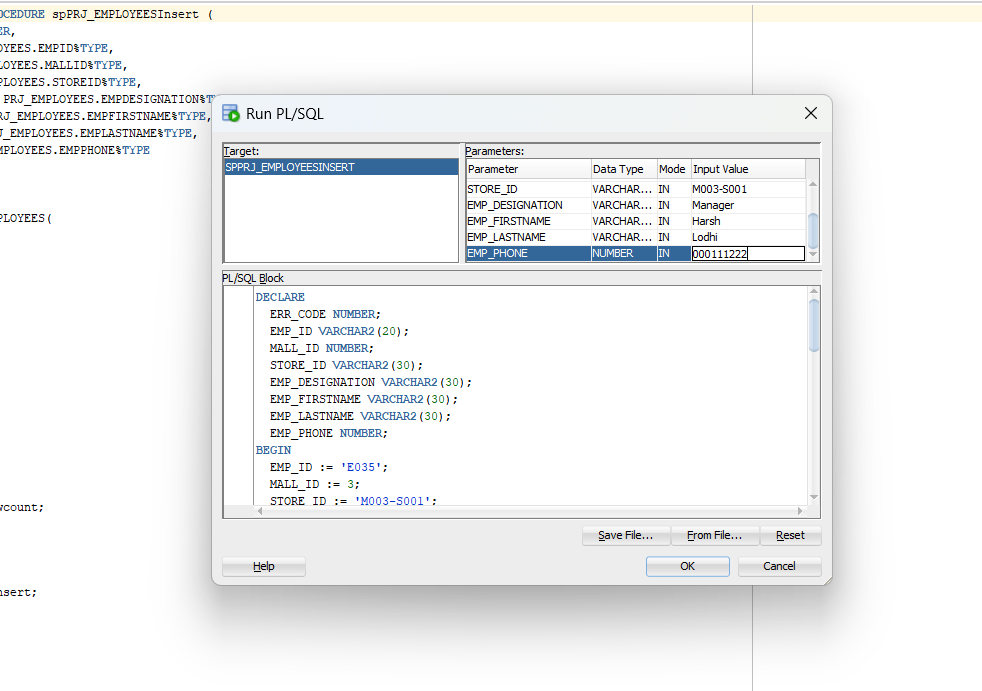 OCEDURE spPRJ_EMPLOYEESInsert (
ER,
OYEES.EMPID%TYPE,
LOYEES.MALLID%TYPE,
PLOYEES.STOREID%TYPE,
PRJ_EMPLOYEES.EMPDESIGNATION%T
RJ_EMPLOYEES.EMPFIRSTNAME%TYPE,
J_EMPLOYEES.EMPLASTNAME%TYPE,
MPLOYEES.EMPPHONE%TYPE
PLOYEES(
wcount;
nsert;
Run PL/SQL
Target:
SPPRJ_EMPLOYEESINSERT
Parameters:
Parameter Data Type Mode Input Value
STORE_ID VARCHAR... IN M003-S001
EMP_DESIGNATION VARCHAR... IN Manager
EMP_FIRSTNAME VARCHAR... IN Harsh
EMP_LASTNAME VARCHAR... IN Lodhi
EMP_PHONE NUMBER IN 000111222
PL/SQL Block
DECLARE
ERR_CODE NUMBER;
EMP_ID VARCHAR2(20);
MALL_ID NUMBER;
STORE_ID VARCHAR2(30);
EMP_DESIGNATION VARCHAR2(30);
EMP_FIRSTNAME VARCHAR2(30);
EMP_LASTNAME VARCHAR2(30);
EMP_PHONE NUMBER;
BEGIN
EMP_ID := 'E035';
MALL_ID := 3;
STORE_ID := 'M003-S001';
Save File... From File... Reset
Help OK Cancel